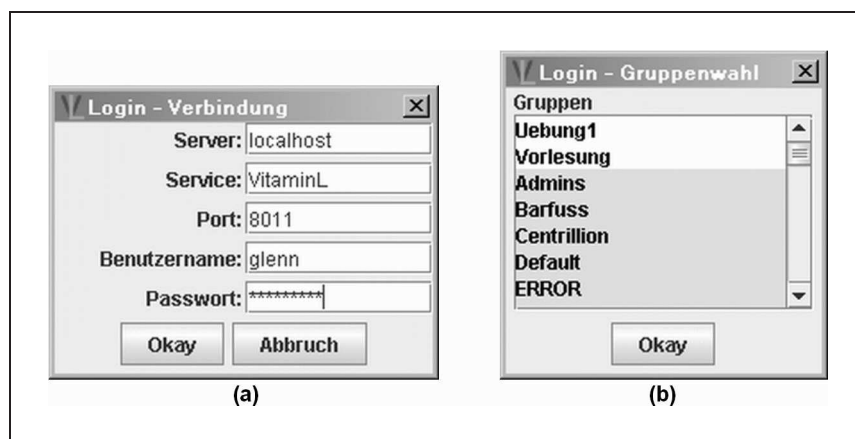 Login - Verbindung
Server: localhost
Service: VitaminL
Port: 8011
Benutzername: glenn
Passwort: *********
Okay Abbruch
(a)
Login - Gruppenwahl
Gruppen
Uebung1
Vorlesung
Admins
Barfuss
Centrillion
Default
ERROR
Okay
(b)